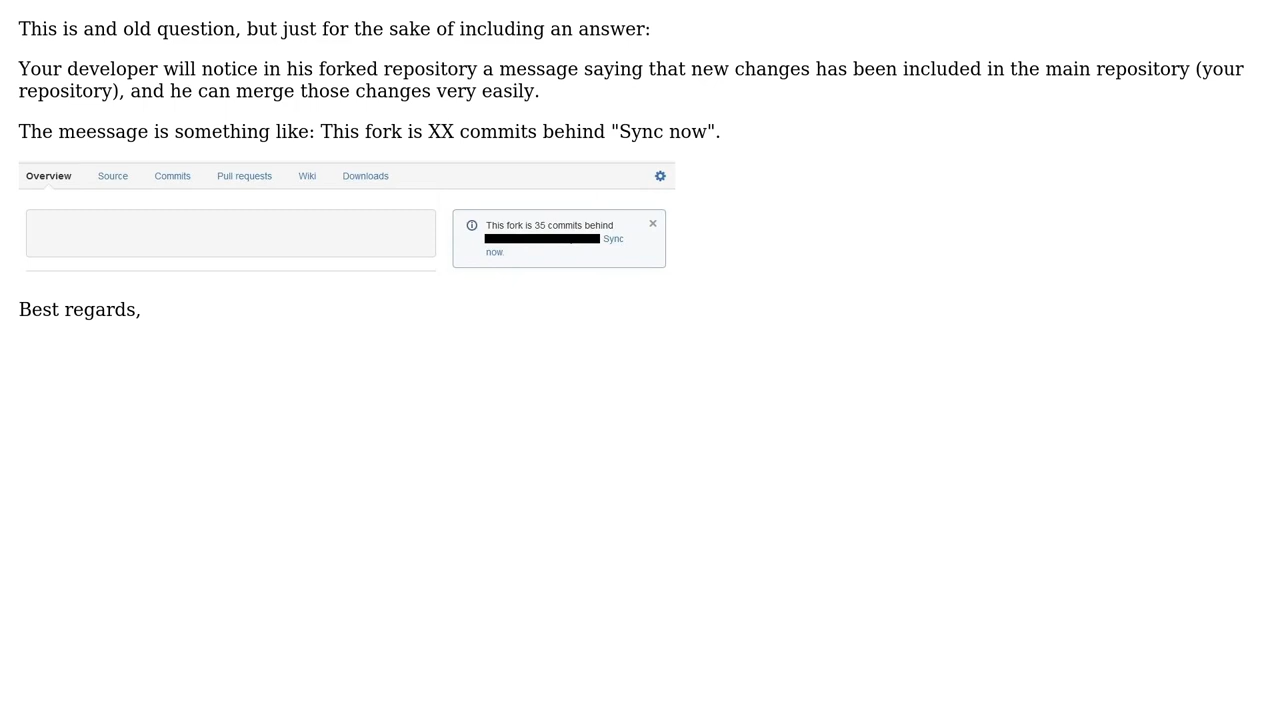 This is and old question, but just for the sake of including an answer:
Your developer will notice in his forked repository a message saying that new changes has been included in the main repository (your
repository), and he can merge those changes very easily.
The meessage is something like: This fork is XX commits behind "Sync now".
Overview Source Commits Pull requests Wiki Downloads
This fork is 35 commits behind
Sync
now.
Best regards,